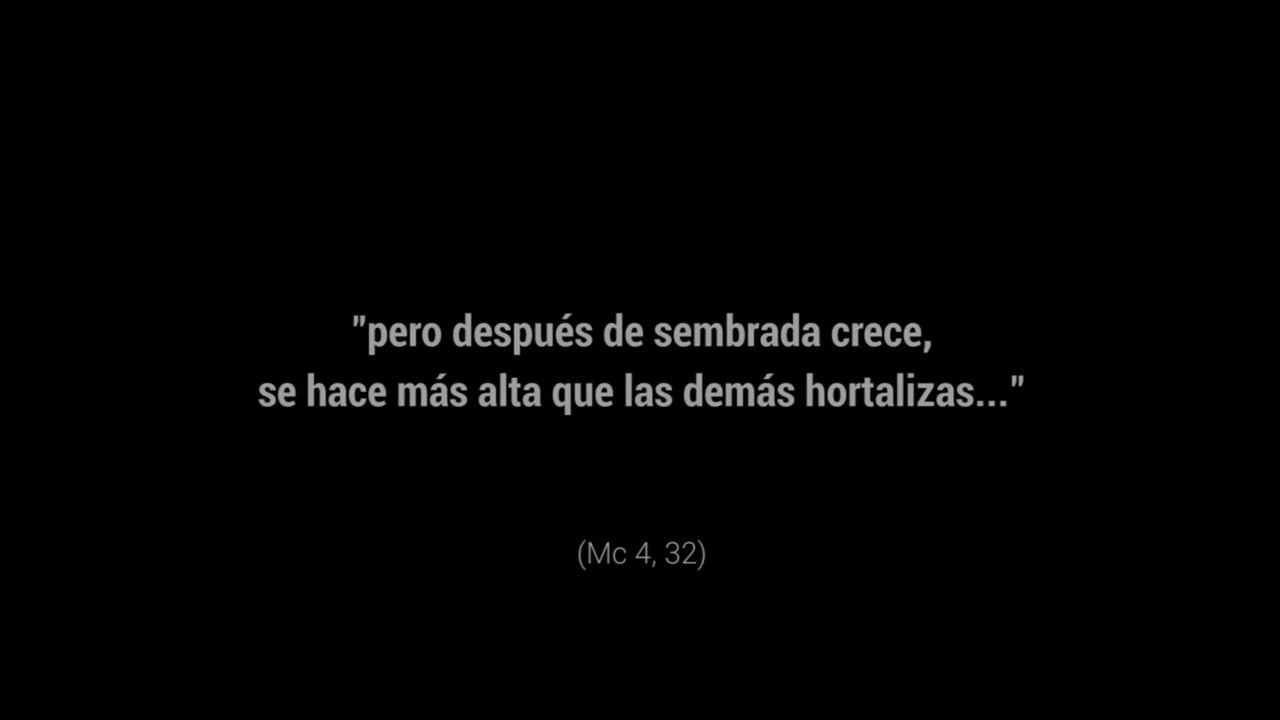 "pero después de sembrada crece,
se hace más alta que las demás hortalizas..."
(Mc 4, 32)